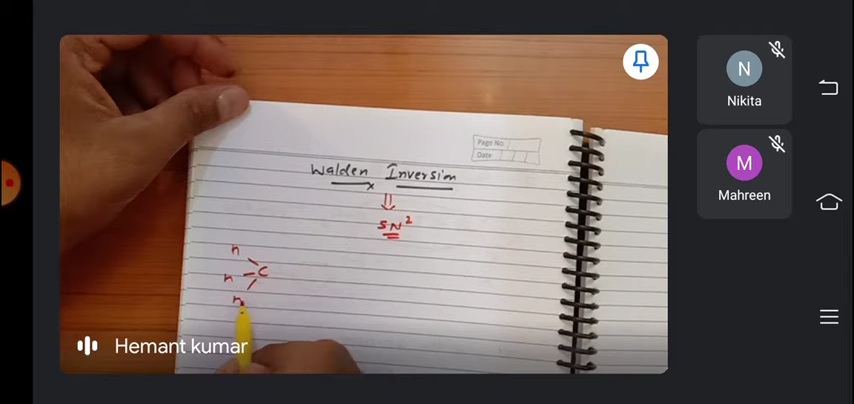 Walden Inversion
Page No
Date
SN²
n
n
C
n
Hemant kumar
N
Nikita
M
Mahreen